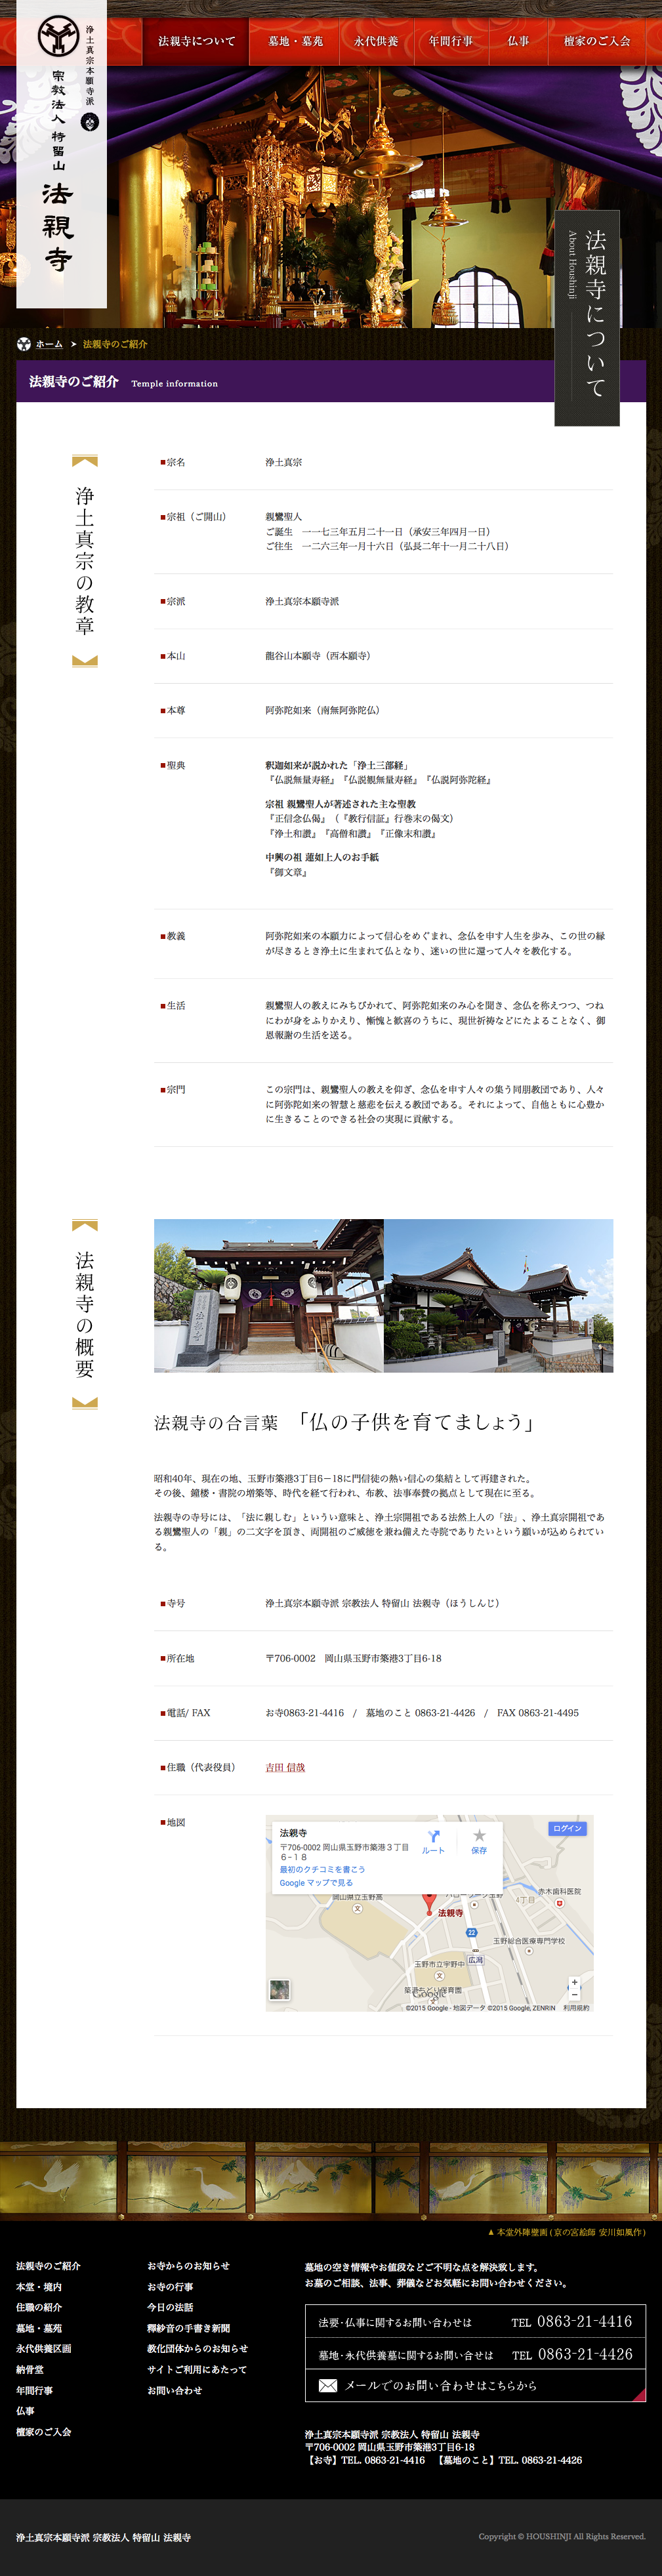 浄土真宗本願寺派
宗教法人 特留山
法親寺
法親寺について
墓地・墓苑
永代供養
年間行事
仏事
檀家のご入会
法親寺について
About Houshinji
ホーム ➤ 法親寺のご紹介
法親寺のご紹介 Temple information
浄土真宗の教章
■宗名 浄土真宗
■宗祖（ご開山） 親鸞聖人
ご誕生　一一七三年五月二十一日（承安三年四月一日）
ご往生　一二六三年一月十六日（弘長二年十一月二十八日）
■宗派 浄土真宗本願寺派
■本山 龍谷山本願寺（西本願寺）
■本尊 阿弥陀如来（南無阿弥陀仏）
■聖典 釈迦如来が説かれた「浄土三部経」
『仏説無量寿経』『仏説観無量寿経』『仏説阿弥陀経』
宗祖 親鸞聖人が著述された主な聖教
『正信念仏偈』（『教行信証』行巻末の偈文）
『浄土和讃』『高僧和讃』『正像末和讃』
中興の祖 蓮如上人のお手紙
『御文章』
■教義 阿弥陀如来の本願力によって信心をめぐまれ、念仏を申す人生を歩み、この世の縁
が尽きるとき浄土に生まれて仏となり、迷いの世に還って人々を教化する。
■生活 親鸞聖人の教えにみちびかれて、阿弥陀如来のみ心を聞き、念仏を称えつつ、つね
にわが身をふりかえり、慚愧と歓喜のうちに、現世祈祷などにたよることなく、御
恩報謝の生活を送る。
■宗門 この宗門は、親鸞聖人の教えを仰ぎ、念仏を申す人々の集う同朋教団であり、人々
に阿弥陀如来の智慧と慈悲を伝える教団である。それによって、自他ともに心豊か
に生きることのできる社会の実現に貢献する。
法親寺の概要
法親寺
法親寺の合言葉　「仏の子供を育てましょう」
昭和40年、現在の地、玉野市築港3丁目6－18に門信徒の熱い信心の集結として再建された。
その後、鐘楼・書院の増築等、時代を経て行われ、布教、法事奉賛の拠点として現在に至る。
法親寺の寺号には、「法に親しむ」というい意味と、浄土宗開祖である法然上人の「法」、浄土真宗開祖であ
る親鸞聖人の「親」の二文字を頂き、両開祖のご威徳を兼ね備えた寺院でありたいという願いが込められてい
る。
■寺号 浄土真宗本願寺派 宗教法人 特留山 法親寺（ほうしんじ）
■所在地 〒706-0002　岡山県玉野市築港3丁目6-18
■電話/ FAX お寺0863-21-4416　/　墓地のこと 0863-21-4426　/　FAX 0863-21-4495
■住職（代表役員） 吉田 信哉
■地図
法親寺
〒706-0002 岡山県玉野市築港３丁目
６−１８
最初のクチコミを書こう
Google マップで見る
ルート
保存
ログイン
岡山県立玉野高
4丁目
赤木歯科医院
法親寺
22
玉野総合医療専門学校
広潟
玉野市立宇野中
築港ちどり保育園
Google
+
−
©2015 Google - 地図データ ©2015 Google, ZENRIN 利用規約
▲ 本堂外陣壁画 ( 京の宮絵師 安川如風作 )
法親寺のご紹介
本堂・境内
住職の紹介
墓地・墓苑
永代供養区画
納骨堂
年間行事
仏事
檀家のご入会
お寺からのお知らせ
お寺の行事
今日の法話
釋紗音の手書き新聞
教化団体からのお知らせ
サイトご利用にあたって
お問い合わせ
墓地の空き情報やお値段などご不明な点を解決致します。
お墓のご相談、法事、葬儀などお気軽にお問い合わせください。
法要・仏事に関するお問い合わせは TEL 0863-21-4416
墓地・永代供養墓に関するお問い合せは TEL 0863-21-4426
メールでのお問い合わせはこちらから
浄土真宗本願寺派 宗教法人 特留山 法親寺
〒706-0002 岡山県玉野市築港3丁目6-18
【お寺】TEL. 0863-21-4416 【墓地のこと】TEL. 0863-21-4426
浄土真宗本願寺派 宗教法人 特留山 法親寺
Copyright © HOUSHINJI All Rights Reserved.